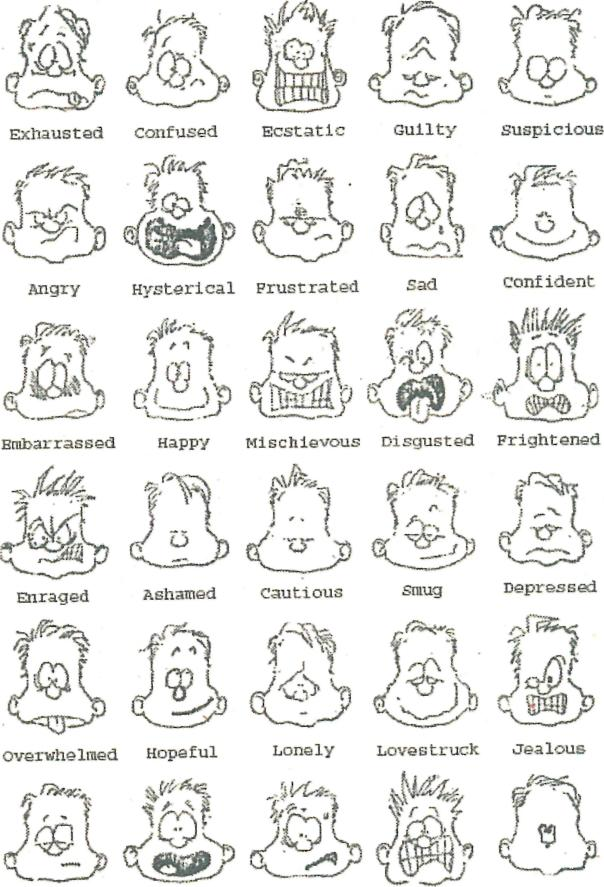 Exhausted Confused Ecstatic Guilty Suspicious
Angry Hysterical Frustrated Sad Confident
Embarrassed Happy Mischievous Disgusted Frightened
Enraged Ashamed Cautious Smug Depressed
Overwhelmed Hopeful Lonely Lovestruck Jealous